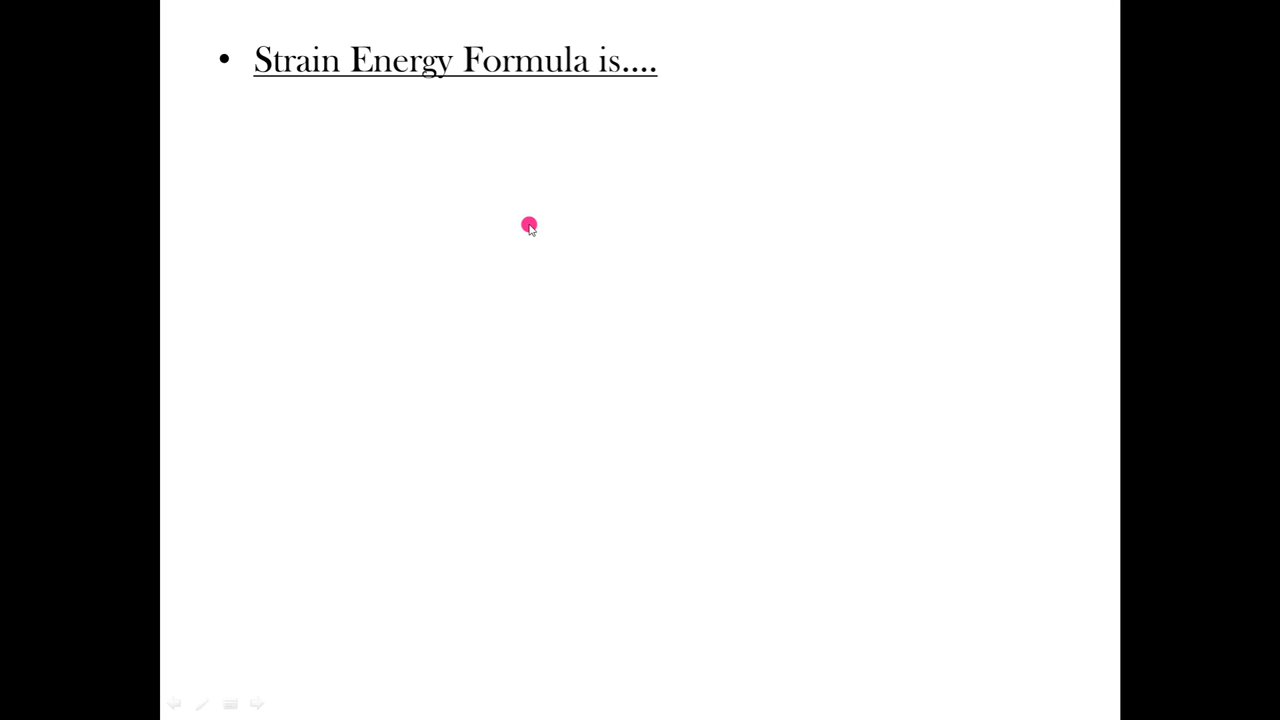 • Strain Energy Formula is....